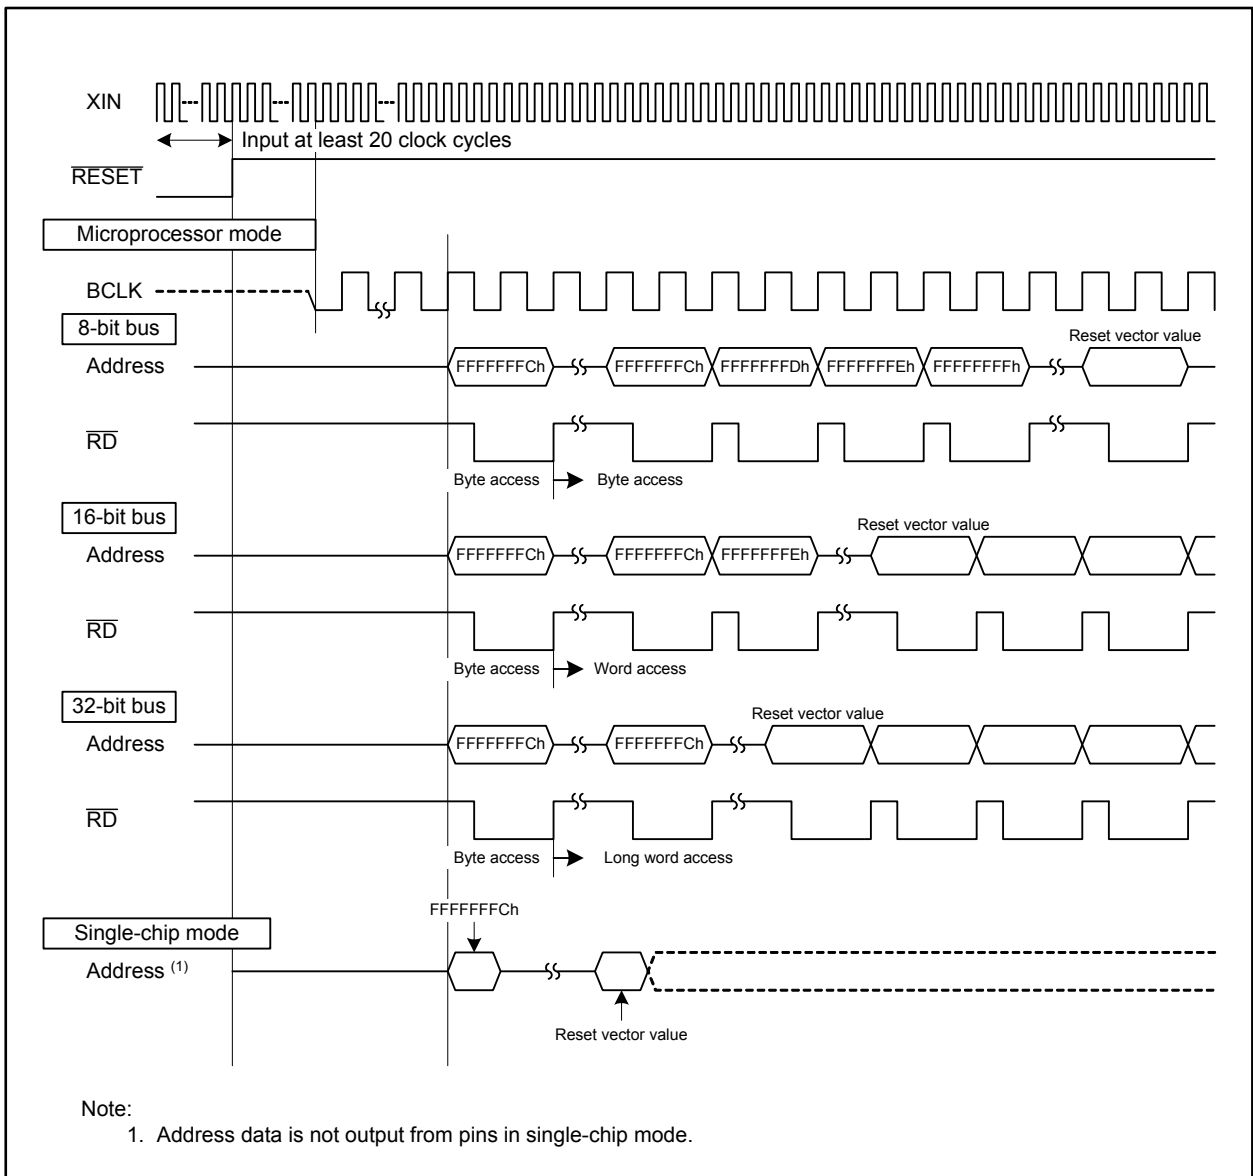 XIN
Input at least 20 clock cycles
RESET
Microprocessor mode
BCLK
8-bit bus
Reset vector value
Address FFFFFFFCh FFFFFFFCh FFFFFFFDh FFFFFFFEh FFFFFFFFh
RD
Byte access Byte access
16-bit bus
Reset vector value
Address FFFFFFFCh FFFFFFFCh FFFFFFFEh
RD
Byte access Word access
32-bit bus
Reset vector value
Address FFFFFFFCh FFFFFFFCh
RD
Byte access Long word access
FFFFFFFCh
Single-chip mode
Address (1)
Reset vector value
Note:
1. Address data is not output from pins in single-chip mode.